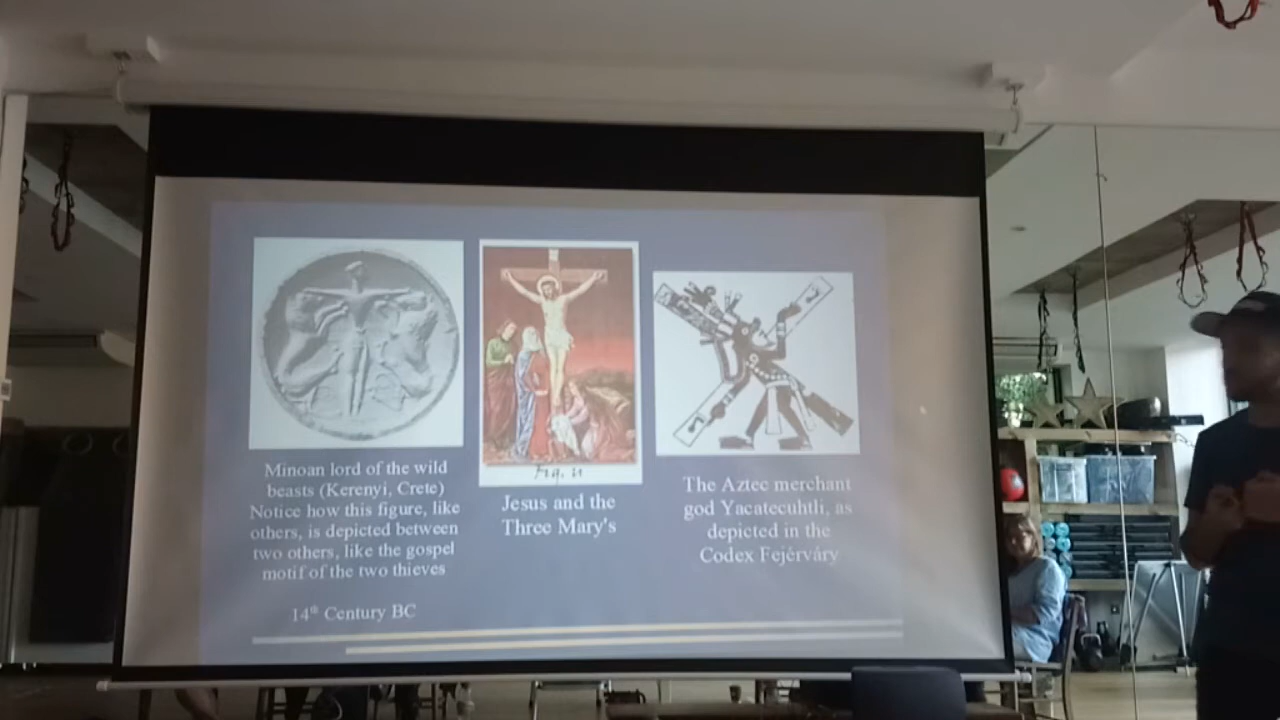 Minoan lord of the wild
beasts (Kerenyi, Crete)
Notice how this figure, like
others, is depicted between
two others, like the gospel
motif of the two thieves
14th Century BC
Fig. 21
Jesus and the
Three Mary's
The Aztec merchant
god Yacatecuhtli, as
depicted in the
Codex Fejérváry